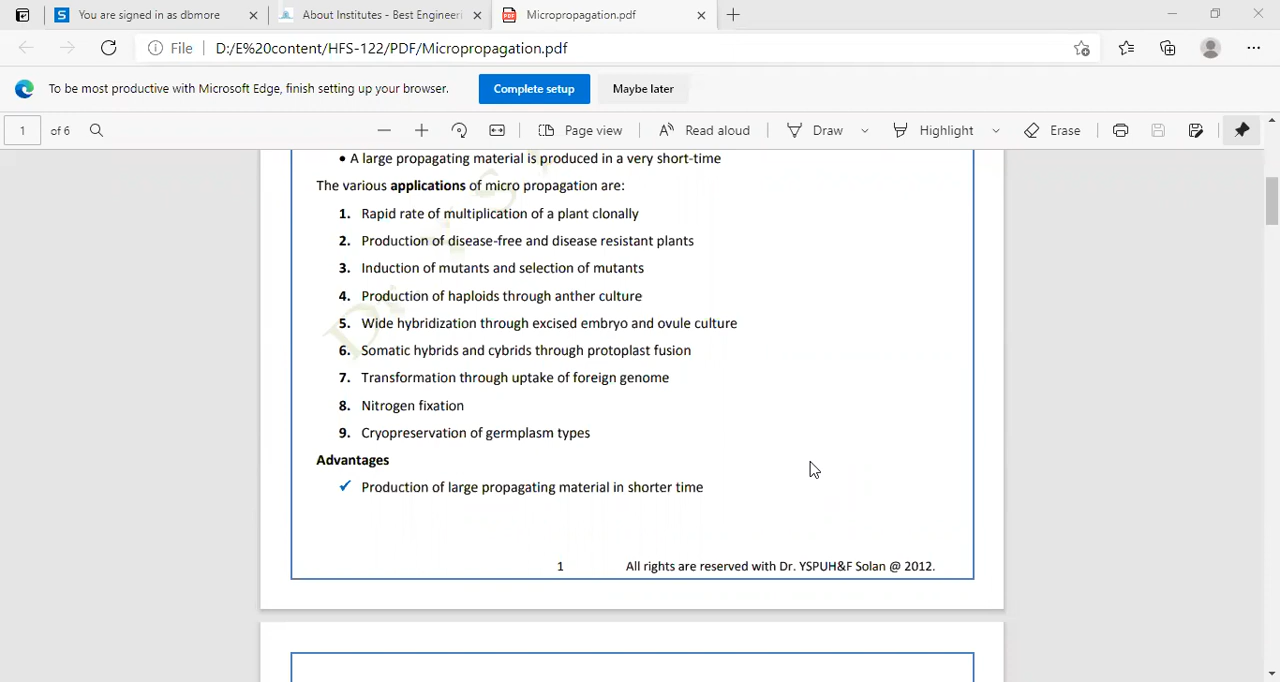 You are signed in as dbmore
About Institutes - Best Engineeri
Micropropagation.pdf
File
D:/E%20content/HFS-122/PDF/Micropropagation.pdf
To be most productive with Microsoft Edge, finish setting up your browser.
Complete setup
Maybe later
1 of 6
Page view
Read aloud
Draw
Highlight
Erase
• A large propagating material is produced in a very short-time
The various applications of micro propagation are:
1. Rapid rate of multiplication of a plant clonally
2. Production of disease-free and disease resistant plants
3. Induction of mutants and selection of mutants
4. Production of haploids through anther culture
5. Wide hybridization through excised embryo and ovule culture
6. Somatic hybrids and cybrids through protoplast fusion
7. Transformation through uptake of foreign genome
8. Nitrogen fixation
9. Cryopreservation of germplasm types
Advantages
✓ Production of large propagating material in shorter time
1 All rights are reserved with Dr. YSPUH&F Solan @ 2012.